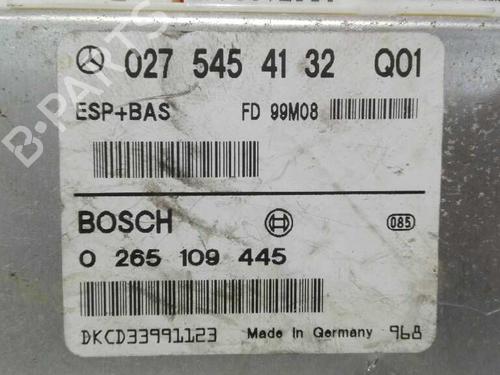 027 545 41 32 Q01
ESP+BAS FD 99M08
BOSCH 085
0 265 109 445
DKCD33991123 Made in Germany 968
B-PARTS